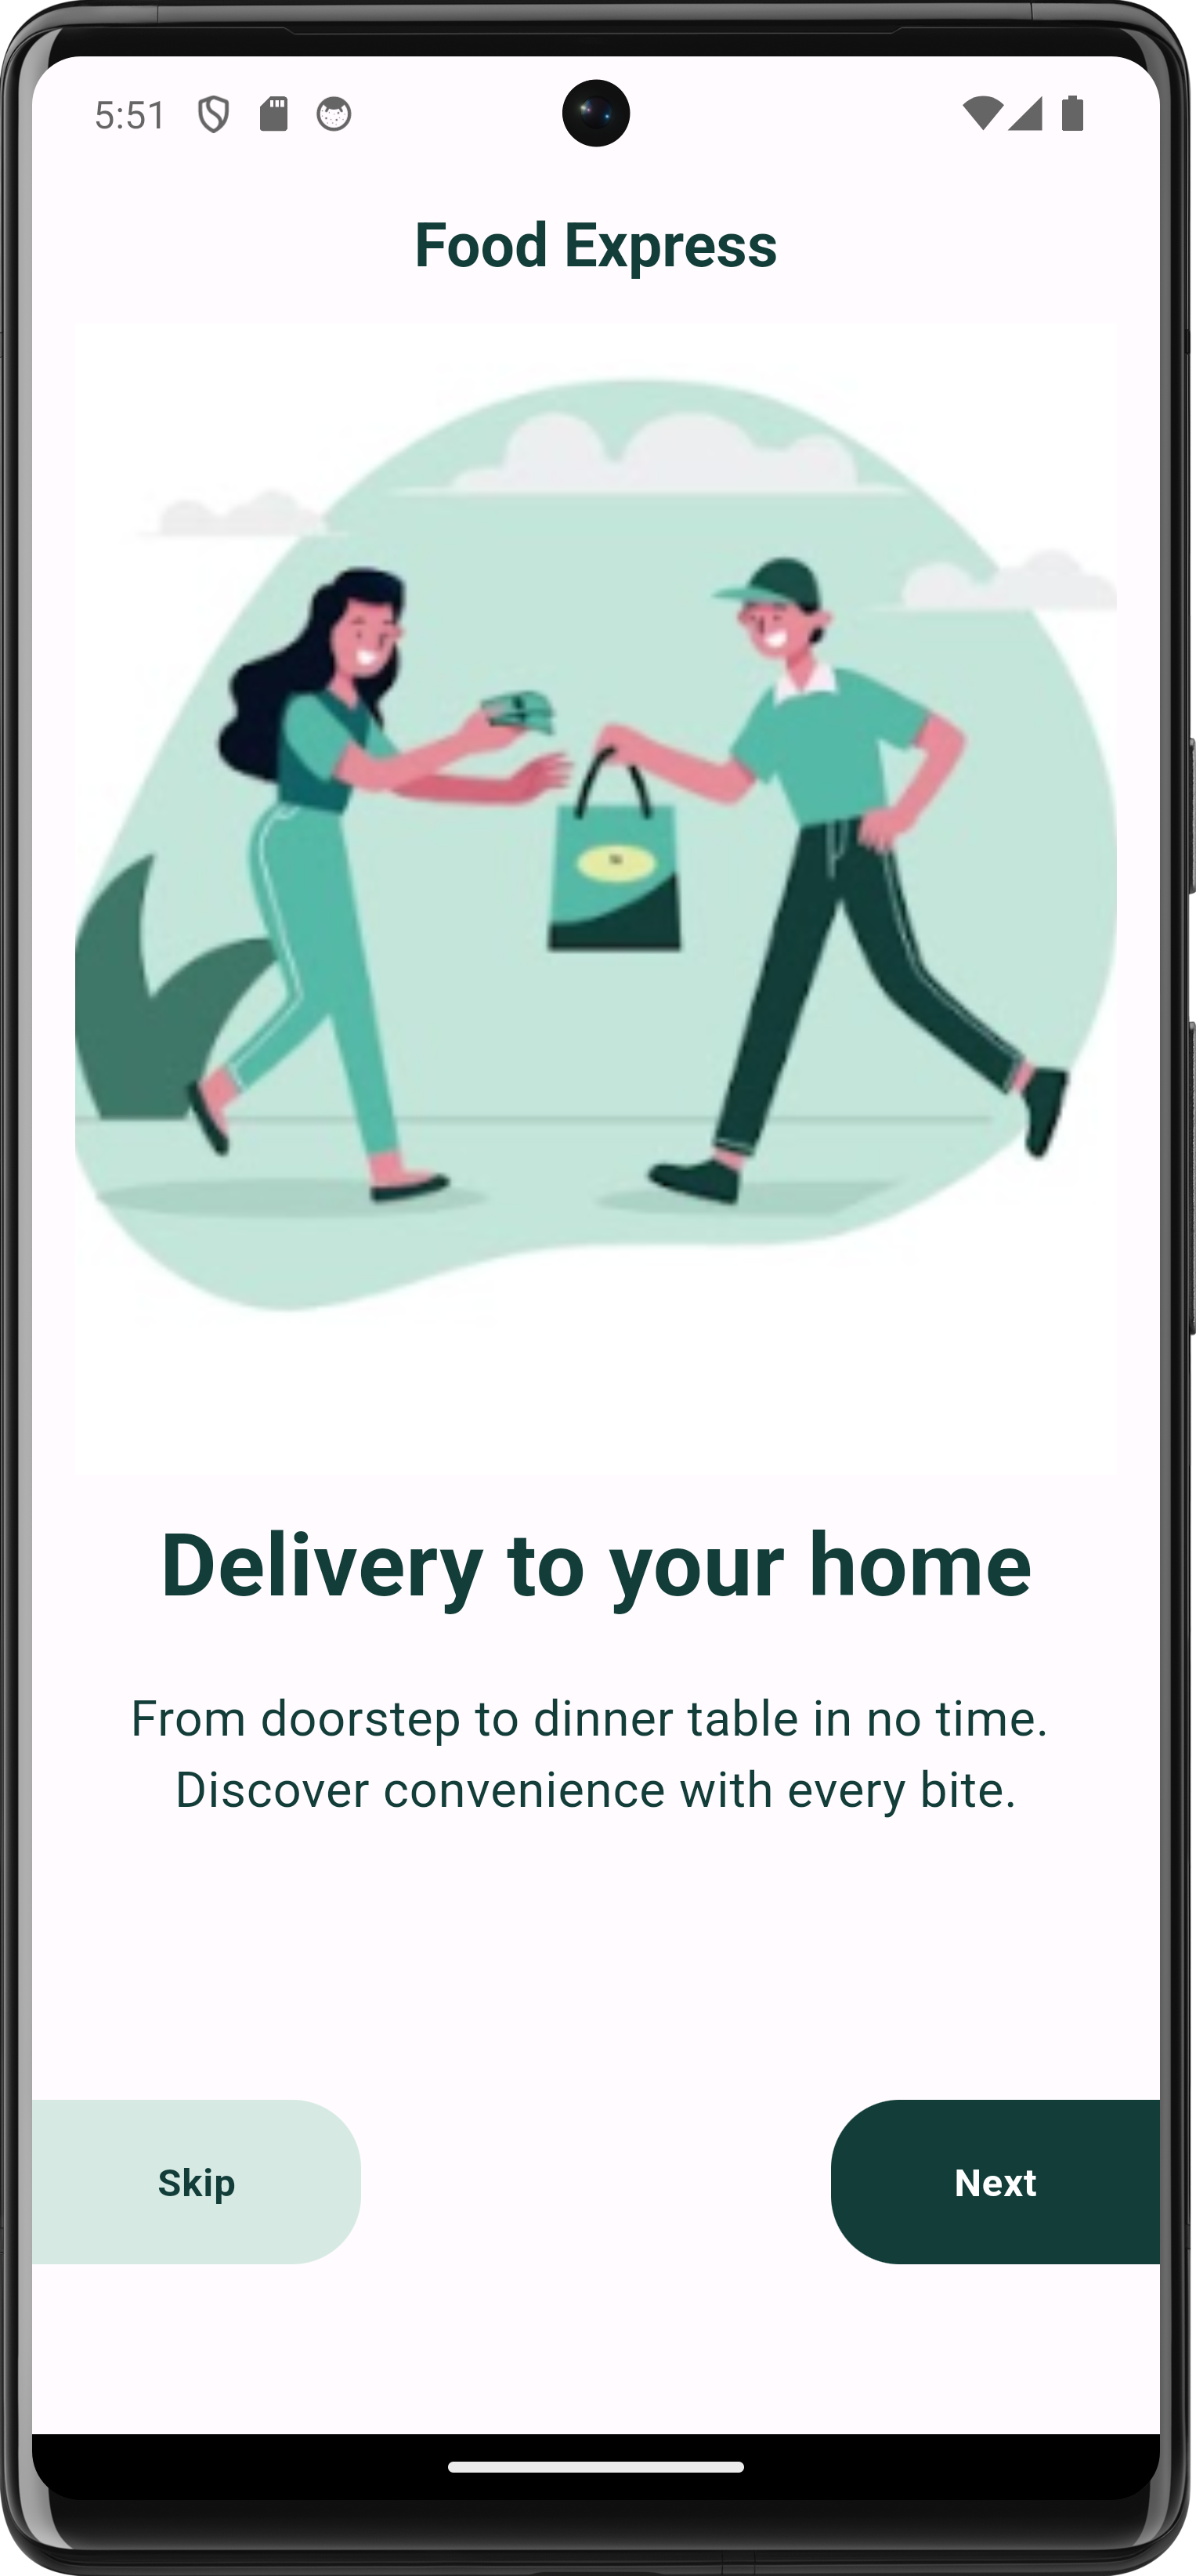 5:51
Food Express
Delivery to your home
From doorstep to dinner table in no time.
Discover convenience with every bite.
Skip
Next